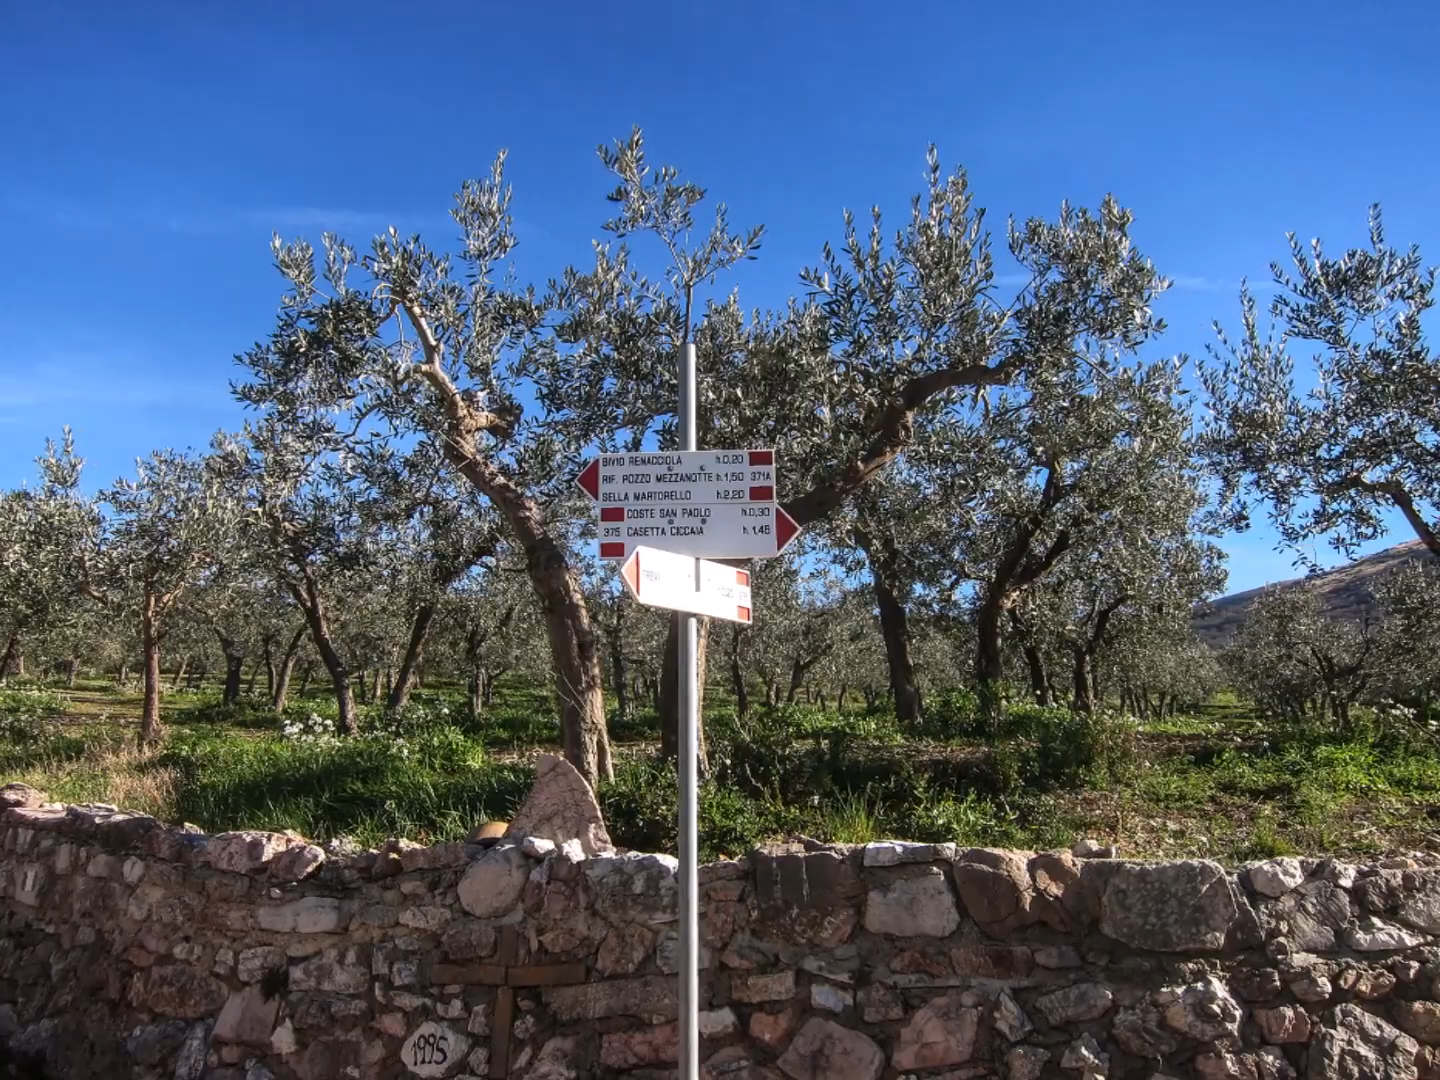 BIVIO REMACCIOLA h.0,20
RIF. POZZO MEZZANOTTE h.1,50 371A
SELLA MARTORELLO h.2,20
COSTE SAN PAOLO h.0,30
375 CASETTA CICCAIA h.1,45
TREVI
1995